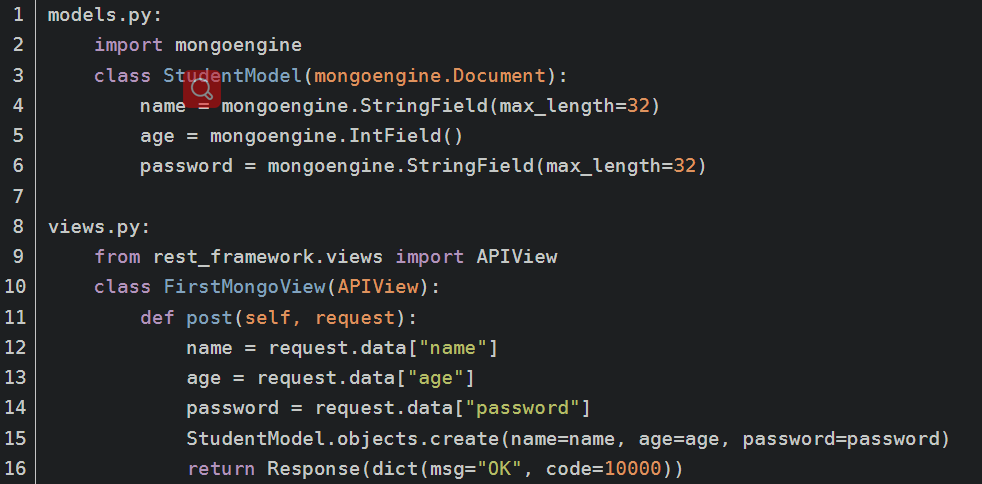 1 models.py:
2     import mongoengine
3     class StudentModel(mongoengine.Document):
4         name = mongoengine.StringField(max_length=32)
5         age = mongoengine.IntField()
6         password = mongoengine.StringField(max_length=32)
7
8 views.py:
9     from rest_framework.views import APIView
10     class FirstMongoView(APIView):
11         def post(self, request):
12             name = request.data["name"]
13             age = request.data["age"]
14             password = request.data["password"]
15             StudentModel.objects.create(name=name, age=age, password=password)
16             return Response(dict(msg="OK", code=10000))